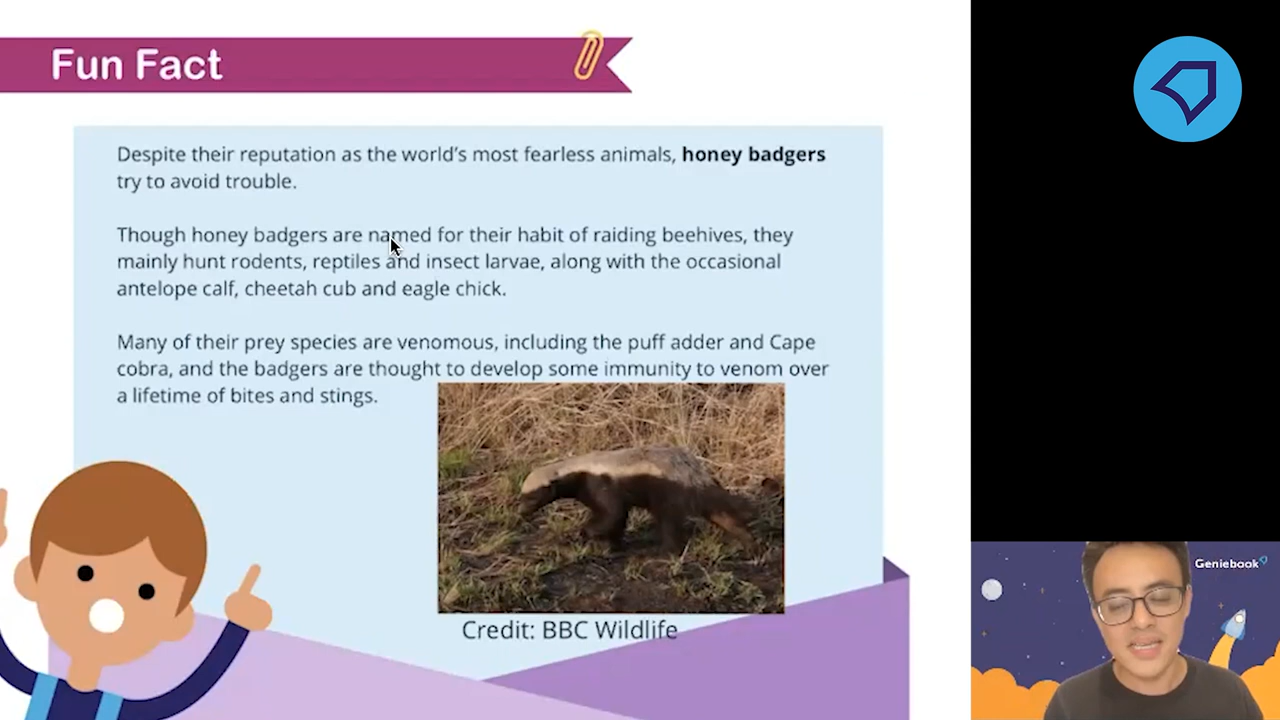 Fun Fact
Despite their reputation as the world's most fearless animals, honey badgers
try to avoid trouble.
Though honey badgers are named for their habit of raiding beehives, they
mainly hunt rodents, reptiles and insect larvae, along with the occasional
antelope calf, cheetah cub and eagle chick.
Many of their prey species are venomous, including the puff adder and Cape
cobra, and the badgers are thought to develop some immunity to venom over
a lifetime of bites and stings.
Credit: BBC Wildlife
Geniebook